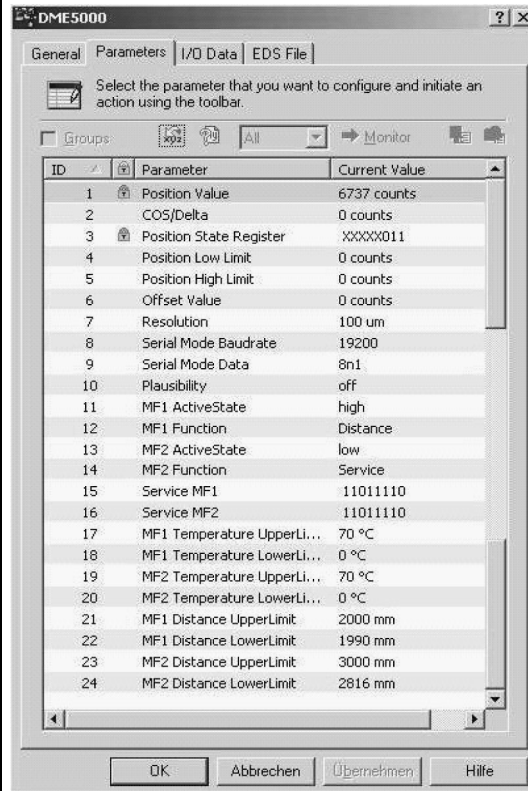 DME5000
General Parameters I/O Data EDS File
Select the parameter that you want to configure and initiate an
action using the toolbar.
Groups All Monitor
ID Parameter Current Value
1 Position Value 6737 counts
2 COS/Delta 0 counts
3 Position State Register XXXXX011
4 Position Low Limit 0 counts
5 Position High Limit 0 counts
6 Offset Value 0 counts
7 Resolution 100 um
8 Serial Mode Baudrate 19200
9 Serial Mode Data 8n1
10 Plausibility off
11 MF1 ActiveState high
12 MF1 Function Distance
13 MF2 ActiveState low
14 MF2 Function Service
15 Service MF1 11011110
16 Service MF2 11011110
17 MF1 Temperature UpperLi... 70 °C
18 MF1 Temperature LowerLi... 0 °C
19 MF2 Temperature UpperLi... 70 °C
20 MF2 Temperature LowerLi... 0 °C
21 MF1 Distance UpperLimit 2000 mm
22 MF1 Distance LowerLimit 1990 mm
23 MF2 Distance UpperLimit 3000 mm
24 MF2 Distance LowerLimit 2816 mm
OK Abbrechen Übernehmen Hilfe